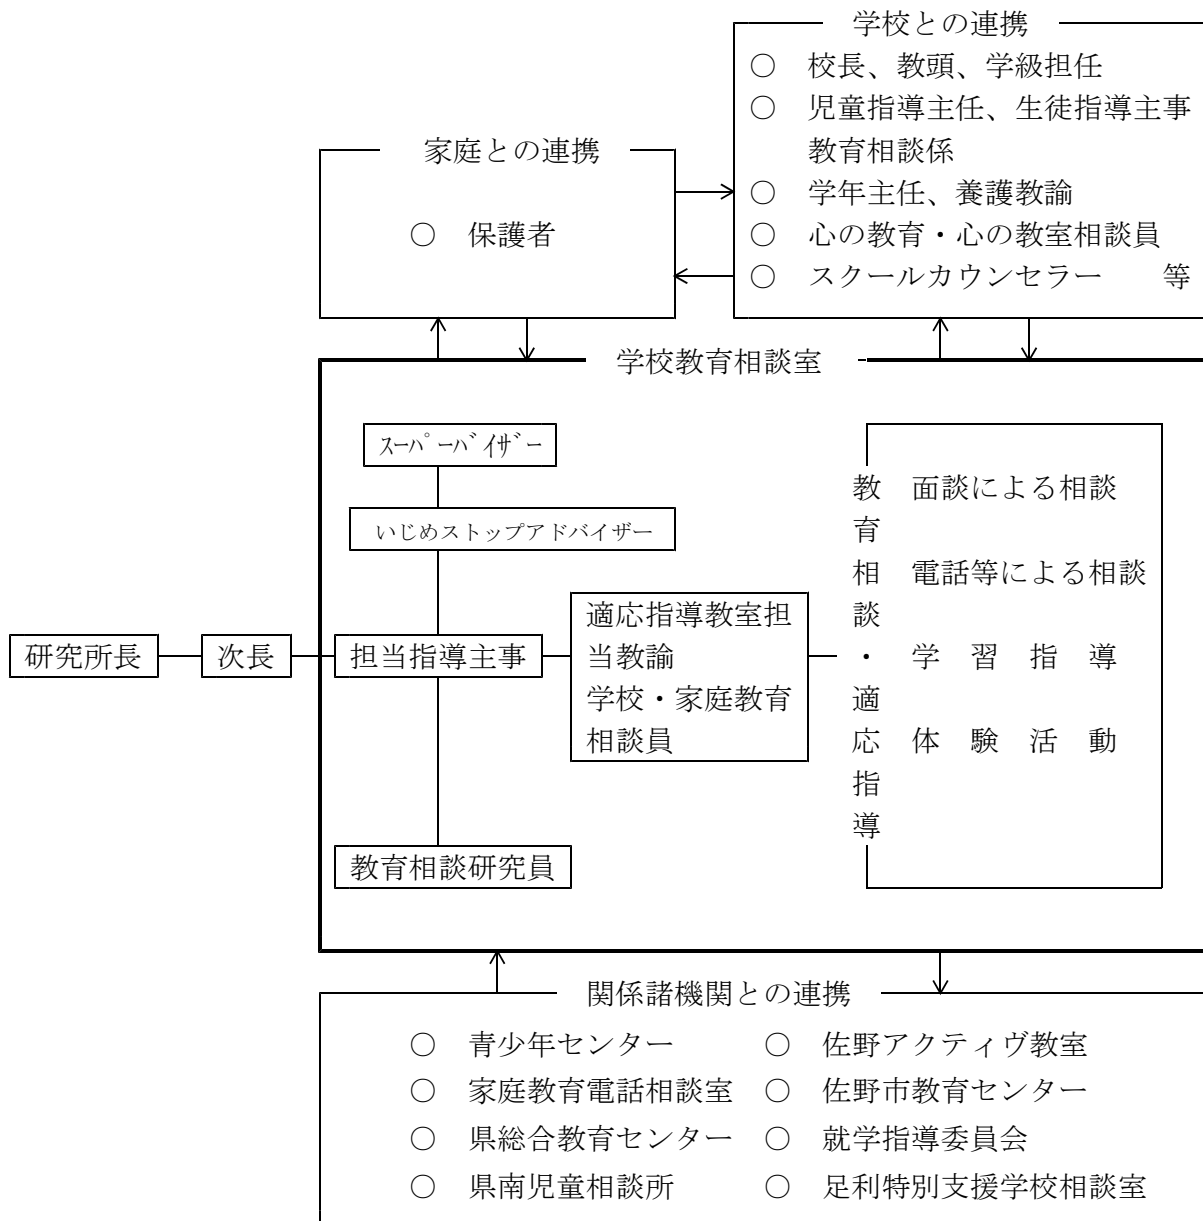 学校との連携
○ 校長、教頭、学級担任
○ 児童指導主任、生徒指導主事
教育相談係
○ 学年主任、養護教諭
○ 心の教育・心の教室相談員
○ スクールカウンセラー 等
家庭との連携
○ 保護者
学校教育相談室
スーパーバイザー
いじめストップアドバイザー
研究所長
次長
担当指導主事
適応指導教室担
当教諭
学校・家庭教育
相談員
教育相談研究員
教育相談・適応指導
面談による相談
電話等による相談
学習指導
体験活動
関係諸機関との連携
○ 青少年センター ○ 佐野アクティヴ教室
○ 家庭教育電話相談室 ○ 佐野市教育センター
○ 県総合教育センター ○ 就学指導委員会
○ 県南児童相談所 ○ 足利特別支援学校相談室